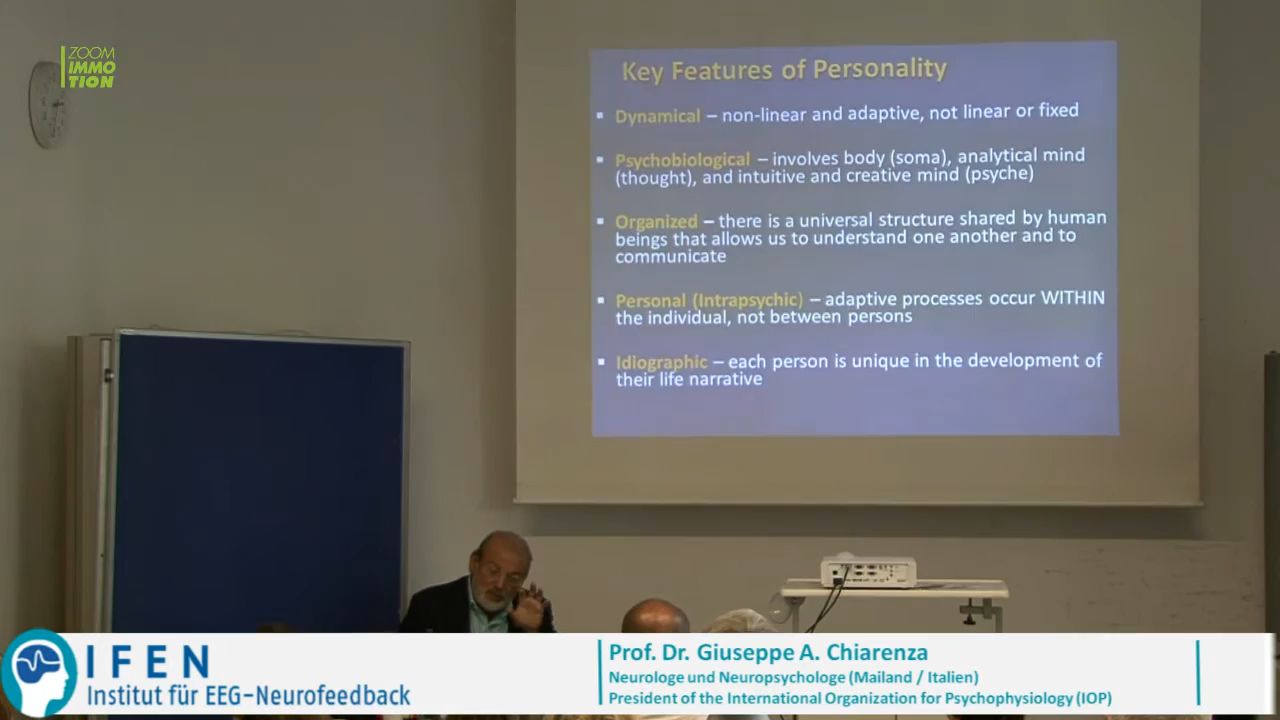 ZOOM
IMMO
TION
Key Features of Personality
▪ Dynamical – non-linear and adaptive, not linear or fixed
▪ Psychobiological – involves body (soma), analytical mind
(thought), and intuitive and creative mind (psyche)
▪ Organized – there is a universal structure shared by human
beings that allows us to understand one another and to
communicate
▪ Personal (Intrapsychic) – adaptive processes occur WITHIN
the individual, not between persons
▪ Idiographic – each person is unique in the development of
their life narrative
IFEN
Institut für EEG-Neurofeedback
Prof. Dr. Giuseppe A. Chiarenza
Neurologe und Neuropsychologe (Mailand / Italien)
President of the International Organization for Psychophysiology (IOP)